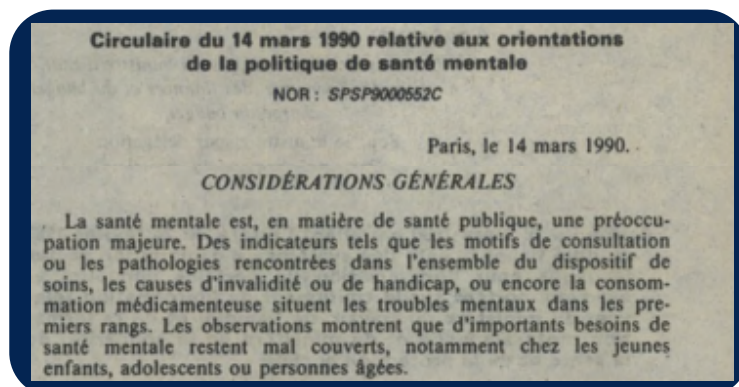 Circulaire du 14 mars 1990 relative aux orientations
de la politique de santé mentale
NOR : SPSP9000552C
Paris, le 14 mars 1990.
CONSIDÉRATIONS GÉNÉRALES
La santé mentale est, en matière de santé publique, une préoccu-
pation majeure. Des indicateurs tels que les motifs de consultation
ou les pathologies rencontrées dans l'ensemble du dispositif de
soins, les causes d'invalidité ou de handicap, ou encore la consom-
mation médicamenteuse situent les troubles mentaux dans les pre-
miers rangs. Les observations montrent que d'importants besoins de
santé mentale restent mal couverts, notamment chez les jeunes
enfants, adolescents ou personnes âgées.